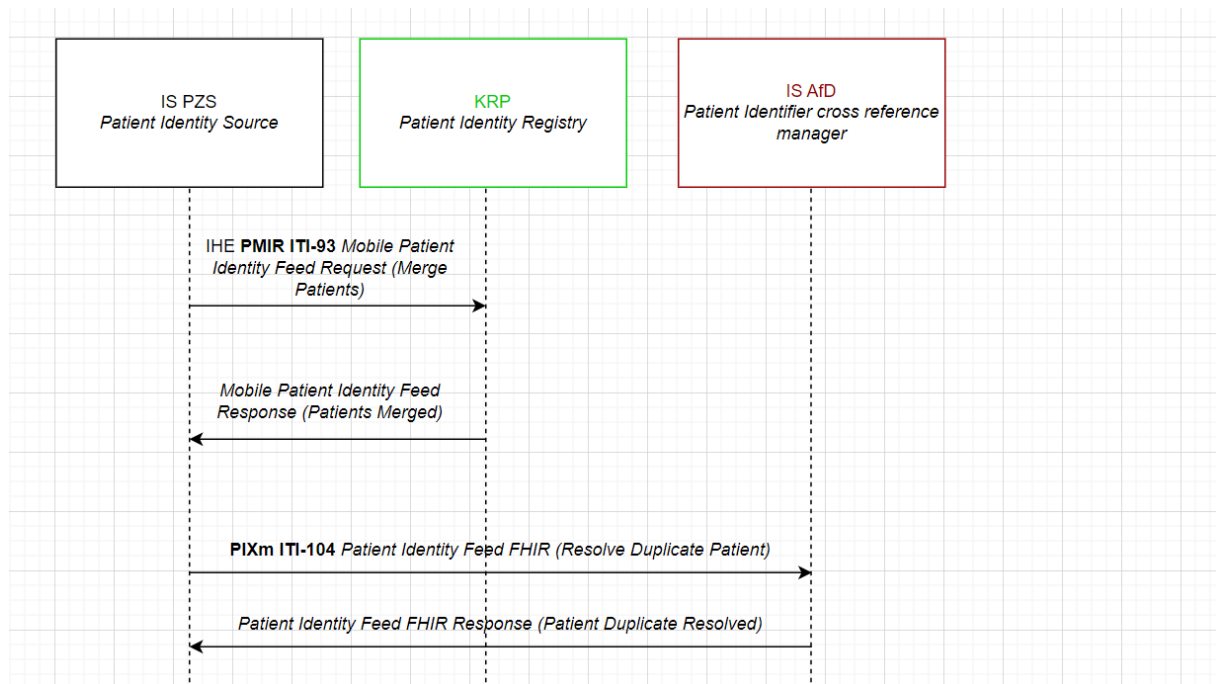 IS PZS
Patient Identity Source
KRP
Patient Identity Registry
IS AfD
Patient Identifier cross reference
manager
IHE PMIR ITI-93 Mobile Patient
Identity Feed Request (Merge
Patients)
Mobile Patient Identity Feed
Response (Patients Merged)
PIXm ITI-104 Patient Identity Feed FHIR (Resolve Duplicate Patient)
Patient Identity Feed FHIR Response (Patient Duplicate Resolved)